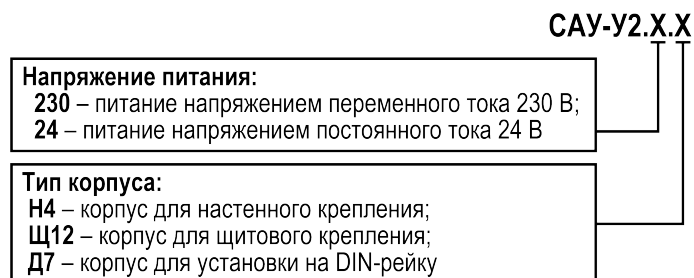 САУ-У2.Х.Х
Напряжение питания:
230 – питание напряжением переменного тока 230 В;
24 – питание напряжением постоянного тока 24 В
Тип корпуса:
Н4 – корпус для настенного крепления;
Щ12 – корпус для щитового крепления;
Д7 – корпус для установки на DIN-рейку